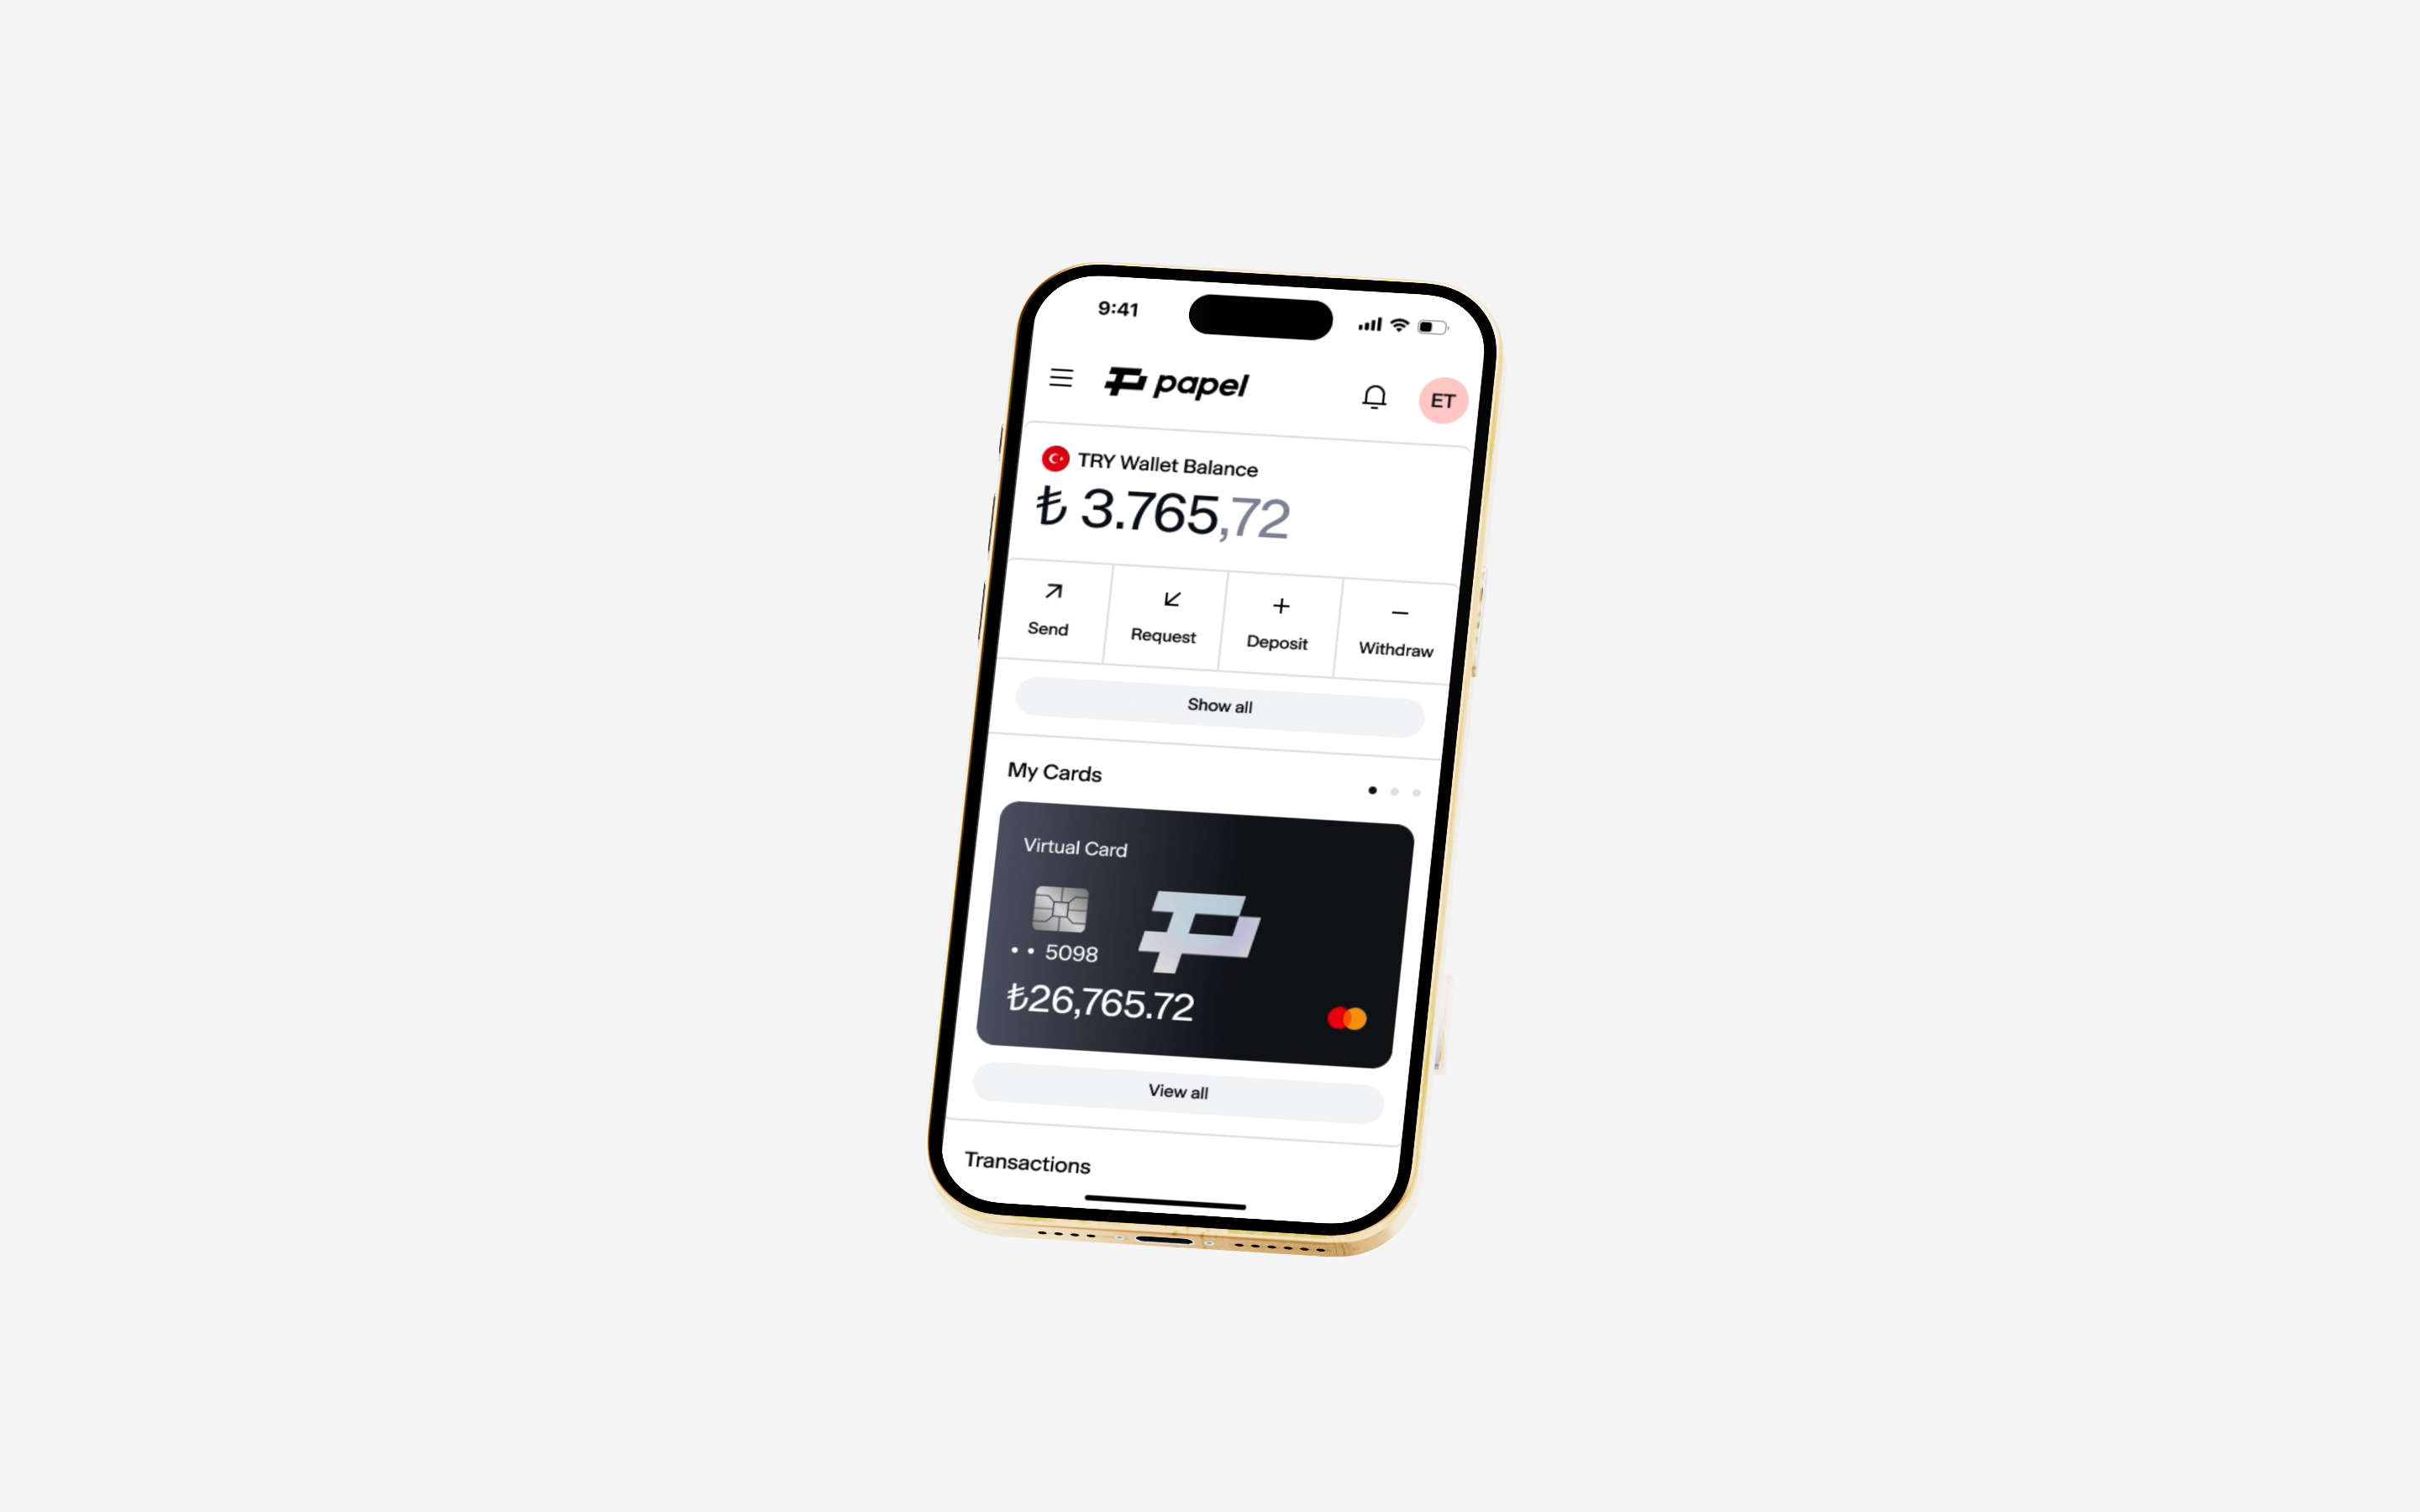 9:41
papel
ET
TRY Wallet Balance
₺ 3.765,72
Send
Request
Deposit
Withdraw
Show all
My Cards
Virtual Card
•• 5098
₺26,765.72
View all
Transactions